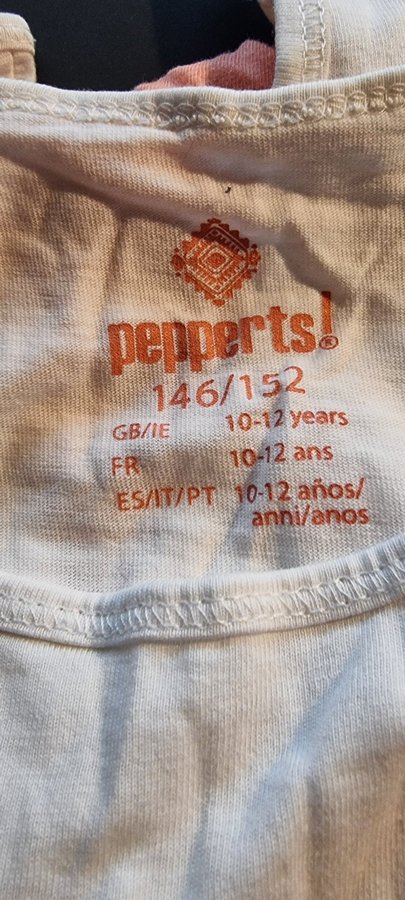 pepperts!®
146/152
GB/IE 10-12 years
FR 10-12 ans
ES/IT/PT 10-12 años/
anni/anos